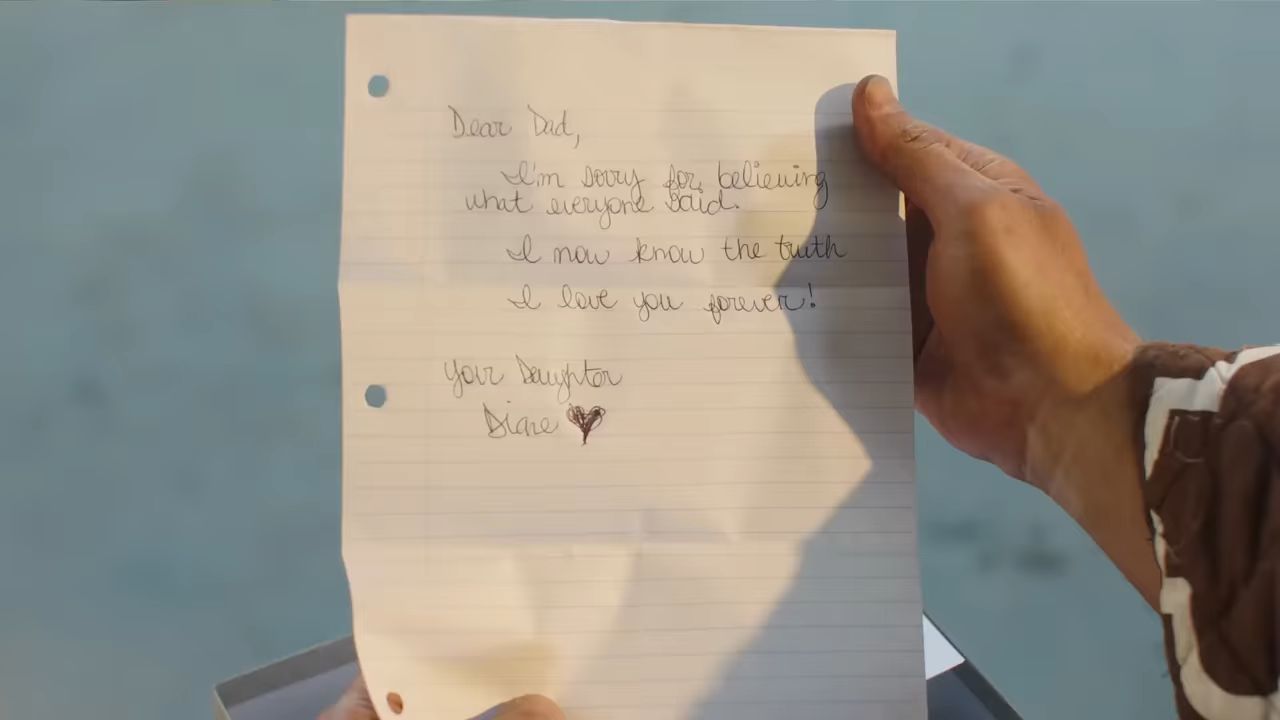 Dear Dad,
I'm sorry for believing
what everyone said.
I now know the truth
I love you forever!
Your Daughter
Diane